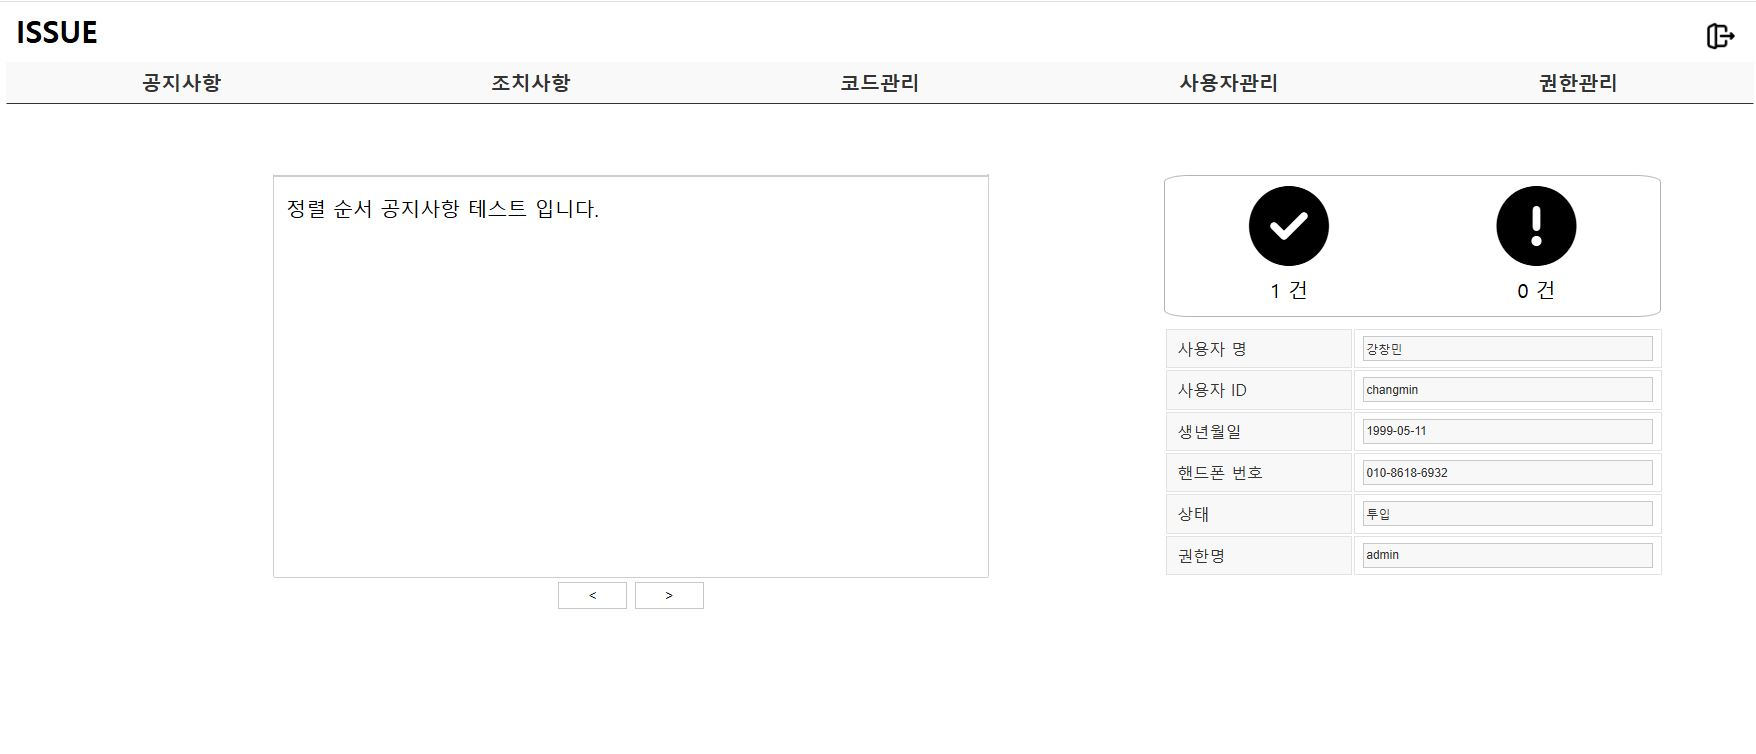 ISSUE
공지사항 조치사항 코드관리 사용자관리 권한관리
정렬 순서 공지사항 테스트 입니다.
< >
1 건 0 건
사용자 명 강창민
사용자 ID changmin
생년월일 1999-05-11
핸드폰 번호 010-8618-6932
상태 투입
권한명 admin